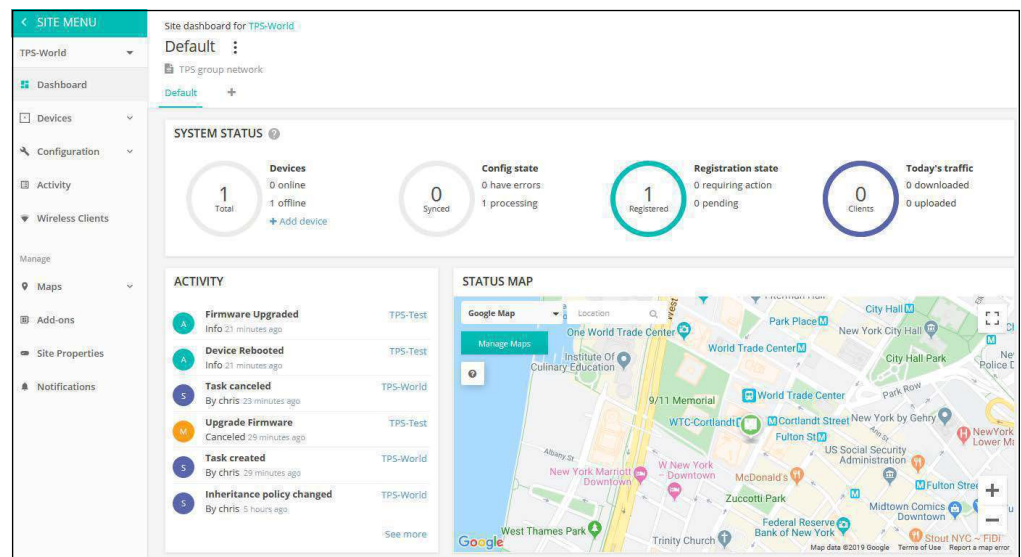 SITE MENU
TPS-World
Dashboard
Devices
Configuration
Activity
Wireless Clients
Manage
Maps
Add-ons
Site Properties
Notifications
Site dashboard for TPS-World
Default
TPS group network
Default +
SYSTEM STATUS ?
1
Total
Devices
0 online
1 offline
+ Add device
0
Synced
Config state
0 have errors
1 processing
1
Registered
Registration state
0 requiring action
0 pending
0
Clients
Today's traffic
0 downloaded
0 uploaded
ACTIVITY
A
Firmware Upgraded TPS-Test
Info 21 minutes ago
A
Device Rebooted TPS-Test
Info 21 minutes ago
S
Task canceled TPS-World
By chris 23 minutes ago
M
Upgrade Firmware TPS-Test
Canceled 29 minutes ago
S
Task created TPS-World
By chris 29 minutes ago
S
Inheritance policy changed TPS-World
By chris 5 hours ago
See more
STATUS MAP
Google Map
Location
Manage Maps
?
West
City Hall
Park Place
New York City Hall
One World Trade Center
World Trade Center
Institute Of
Culinary Education
City Hall Park
Police
Park Row
9/11 Memorial
World Trade Center
WTC-Cortlandt
Cortlandt Street
New York by Gehry
Fulton St
Ann St
NewYork
Lower
US Social Security
Administration
Albany St
New York Marriott
Downtown
W New York
- Downtown
McDonald's
Zuccotti Park
Fulton
Midtown Comics
Downtown
West Thames Park
Federal Reserve
Bank of New York
Trinity Church
Stout NYC ~ FiDi
Google
Map data ©2019 Google Terms of Use Report a map error